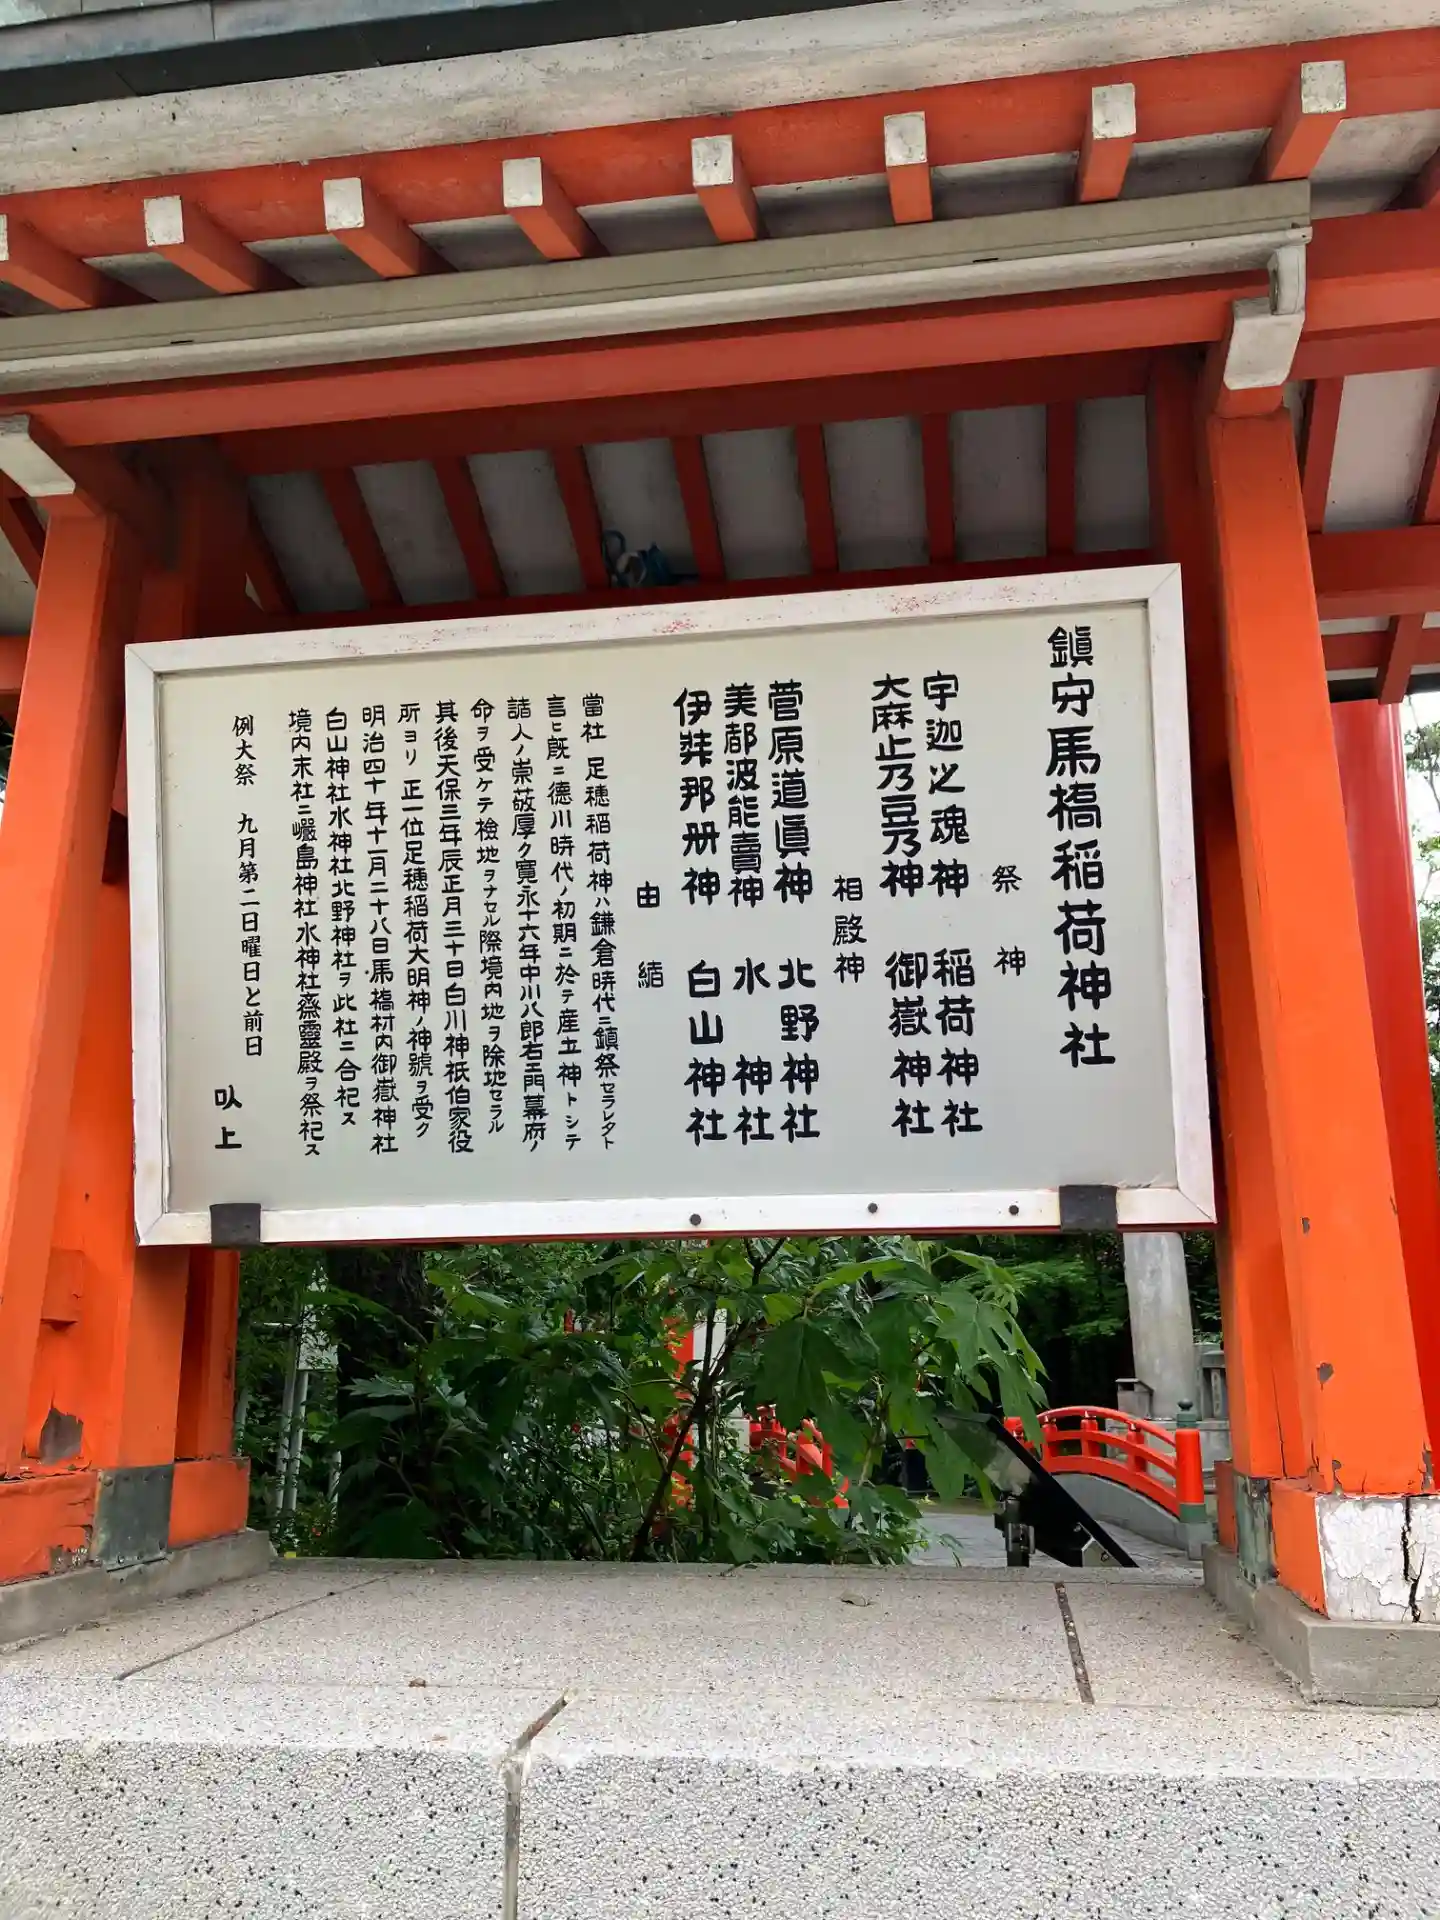 鎭守馬橋稲荷神社
祭神
宇迦之魂神 稲荷神社
大麻止乃豆乃神 御嶽神社
相殿神
菅原道眞神 北野神社
美都波能賣神 水神社
伊弉那册神 白山神社
由緒
當社 足穂稲荷神ハ鎌倉時代ニ鎮祭セラレタト
言ヒ既ニ德川時代ノ初期ニ於テ産土神トシテ
諸人ノ崇敬厚ク寛永十六年中川八郎右エ門幕府ノ
命ヲ受ケテ検地ヲナセル際境内地ヲ除地セラル
其後天保三年辰正月三十日白川神祇伯家役
所ヨリ 正一位足穂稲荷大明神ノ神號ヲ受ク
明治四十年十一月二十八日馬橋村内御嶽神社
白山神社水神社北野神社ヲ此社ニ合祀ス
境内末社ニ巖島神社水神社齋靈殿ヲ祭祀ス
例大祭 九月第二日曜日と前日
以上